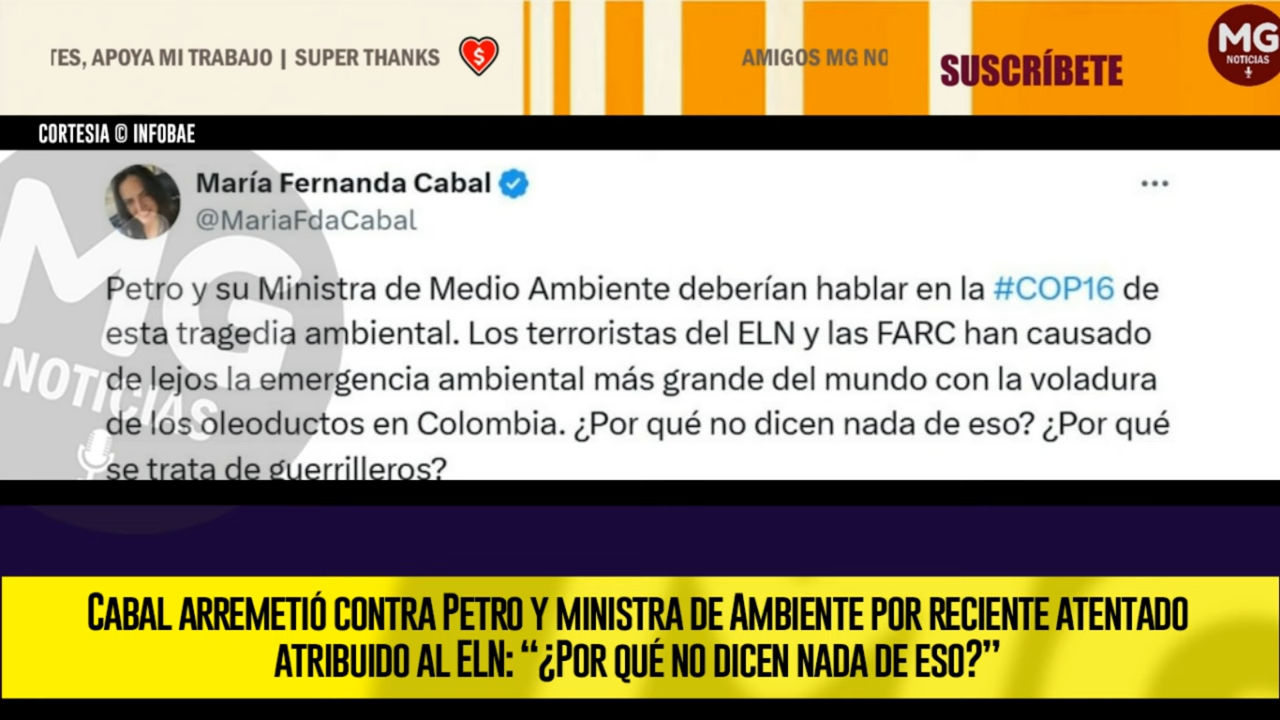 TES, APOYA MI TRABAJO | SUPER THANKS
AMIGOS MG NO
SUSCRÍBETE
MG
NOTICIAS
CORTESIA © INFOBAE
María Fernanda Cabal
@MariaFdaCabal
Petro y su Ministra de Medio Ambiente deberían hablar en la #COP16 de
esta tragedia ambiental. Los terroristas del ELN y las FARC han causado
de lejos la emergencia ambiental más grande del mundo con la voladura
de los oleoductos en Colombia. ¿Por qué no dicen nada de eso? ¿Por qué
se trata de guerrilleros?
MG
NOTICIAS
CABAL ARREMETIÓ CONTRA PETRO Y MINISTRA DE AMBIENTE POR RECIENTE ATENTADO
ATRIBUIDO AL ELN: “¿POR QUÉ NO DICEN NADA DE ESO?”